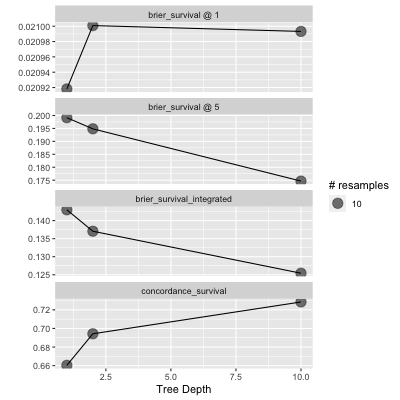 brier_survival @ 1
0.02100
0.02098
0.02096
0.02094
0.02092
brier_survival @ 5
0.200
0.195
0.190
0.185
0.180
0.175
brier_survival_integrated
0.140
0.135
0.130
0.125
concordance_survival
0.72
0.70
0.68
0.66
2.5 5.0 7.5 10.0
Tree Depth
# resamples
10